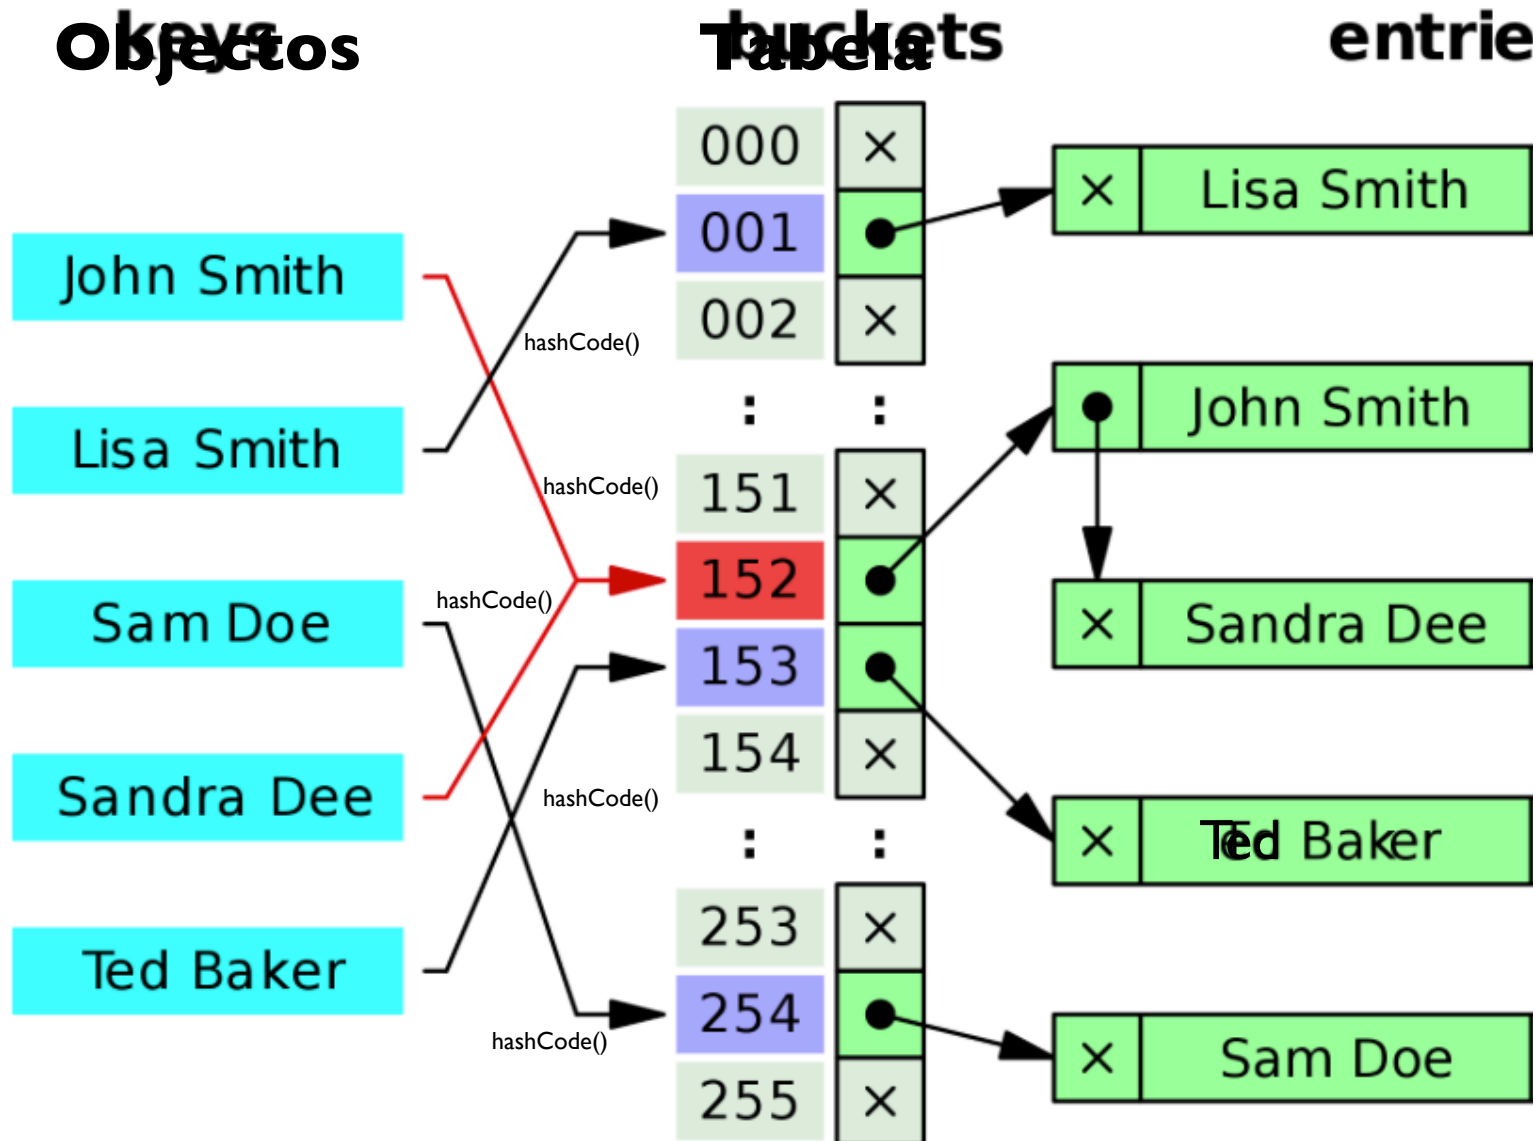 keys
Objectos
buckets
Tabela
entrie
John Smith
Lisa Smith
Sam Doe
Sandra Dee
Ted Baker
hashCode()
hashCode()
hashCode()
hashCode()
hashCode()
000
001
002
:
:
151
152
153
154
:
:
253
254
255
Lisa Smith
John Smith
Sandra Dee
Ted Baker
Sam Doe